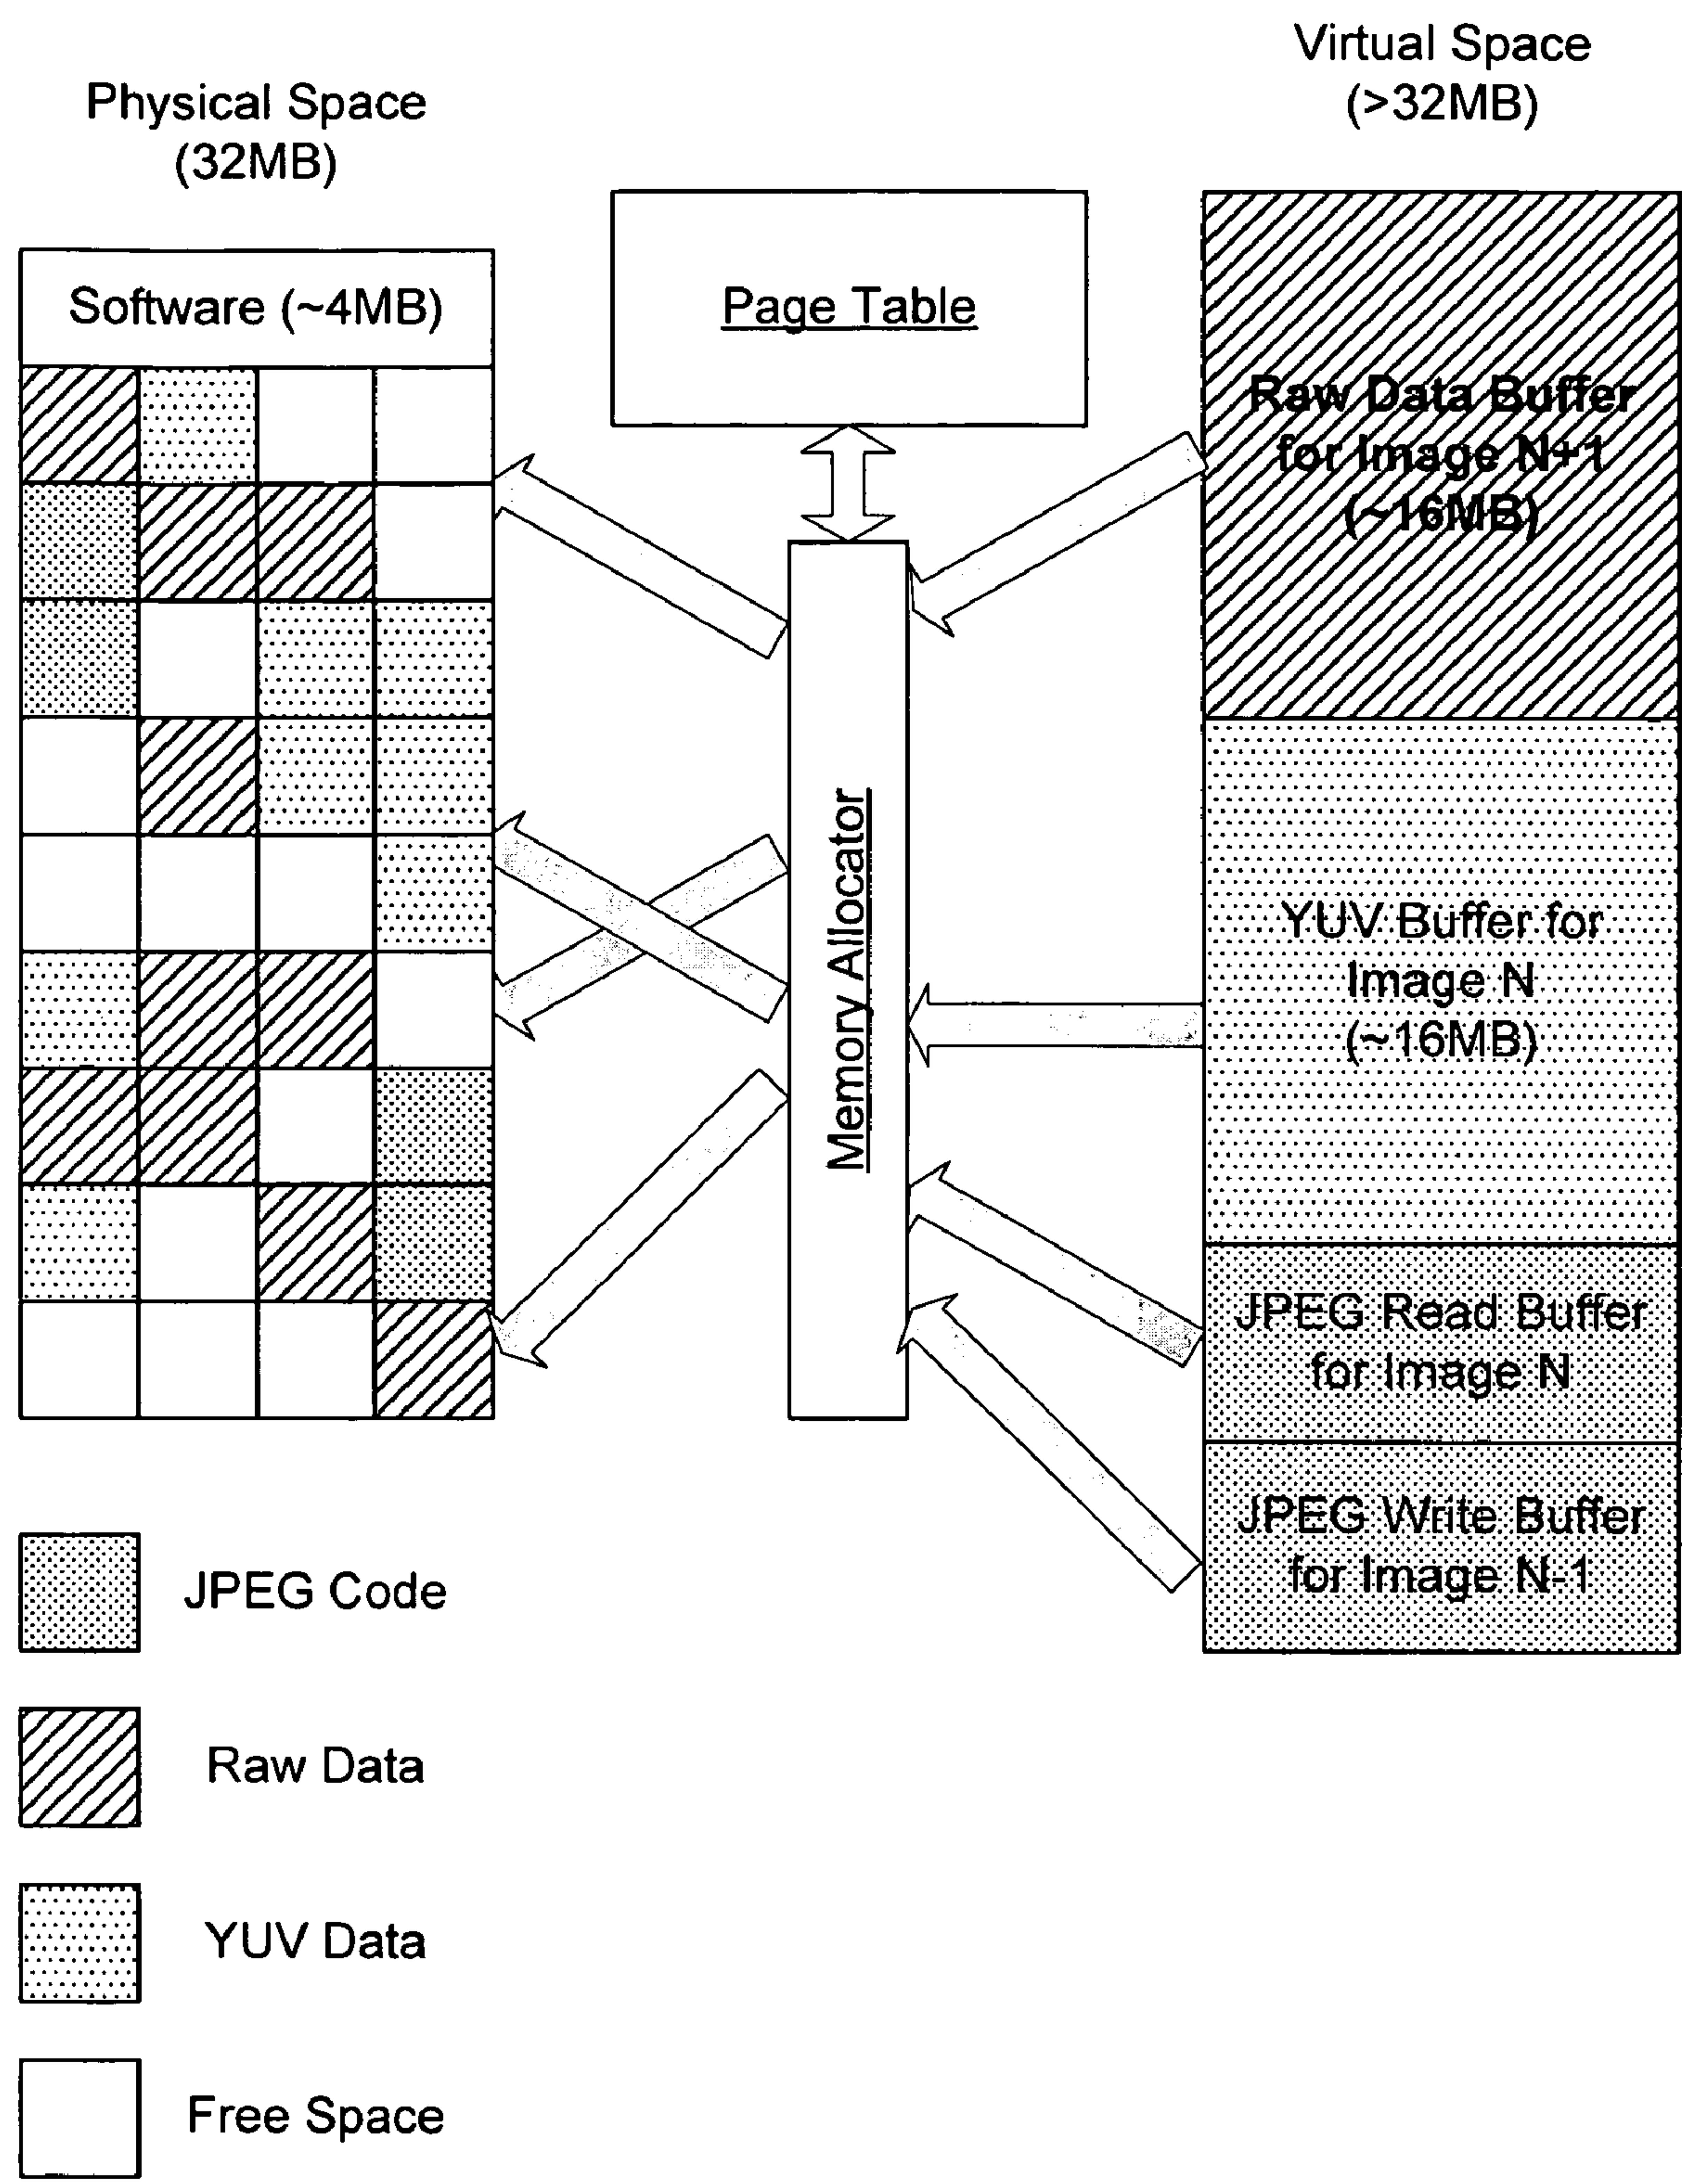 Physical Space
(32MB)
Virtual Space
(>32MB)
Software (~4MB)
Page Table
Memory Allocator
Raw Data Buffer
for Image N+1
(~16MB)
YUV Buffer for
Image N
(~16MB)
JPEG Read Buffer
for Image N
JPEG Write Buffer
for Image N-1
JPEG Code
Raw Data
YUV Data
Free Space